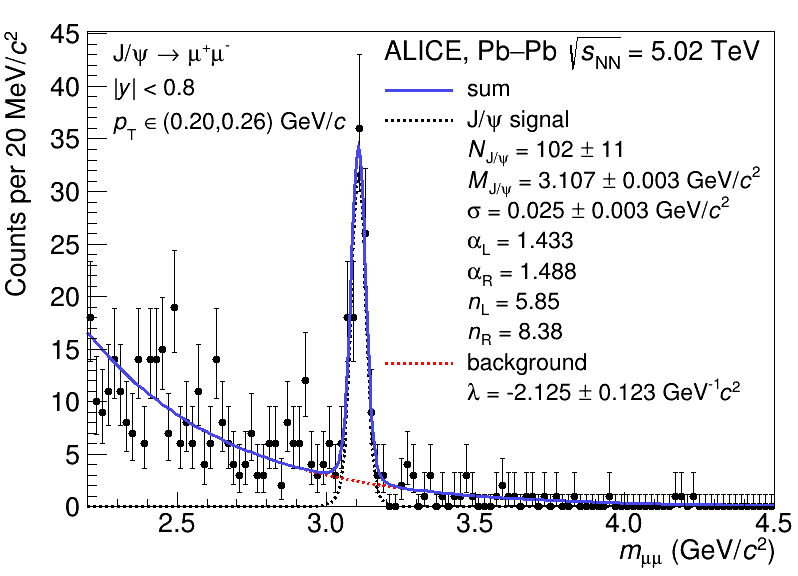 45
40
35
30
25
20
15
10
5
0
Counts per 20 MeV/c²
J/ψ → μ⁺μ⁻
|y| < 0.8
p_T ∈ (0.20,0.26) GeV/c
ALICE, Pb–Pb √s_NN = 5.02 TeV
sum
J/ψ signal
N_J/ψ = 102 ± 11
M_J/ψ = 3.107 ± 0.003 GeV/c²
σ = 0.025 ± 0.003 GeV/c²
α_L = 1.433
α_R = 1.488
n_L = 5.85
n_R = 8.38
background
λ = -2.125 ± 0.123 GeV⁻¹c²
2.5 3.0 3.5 4.0 4.5
m_μμ (GeV/c²)